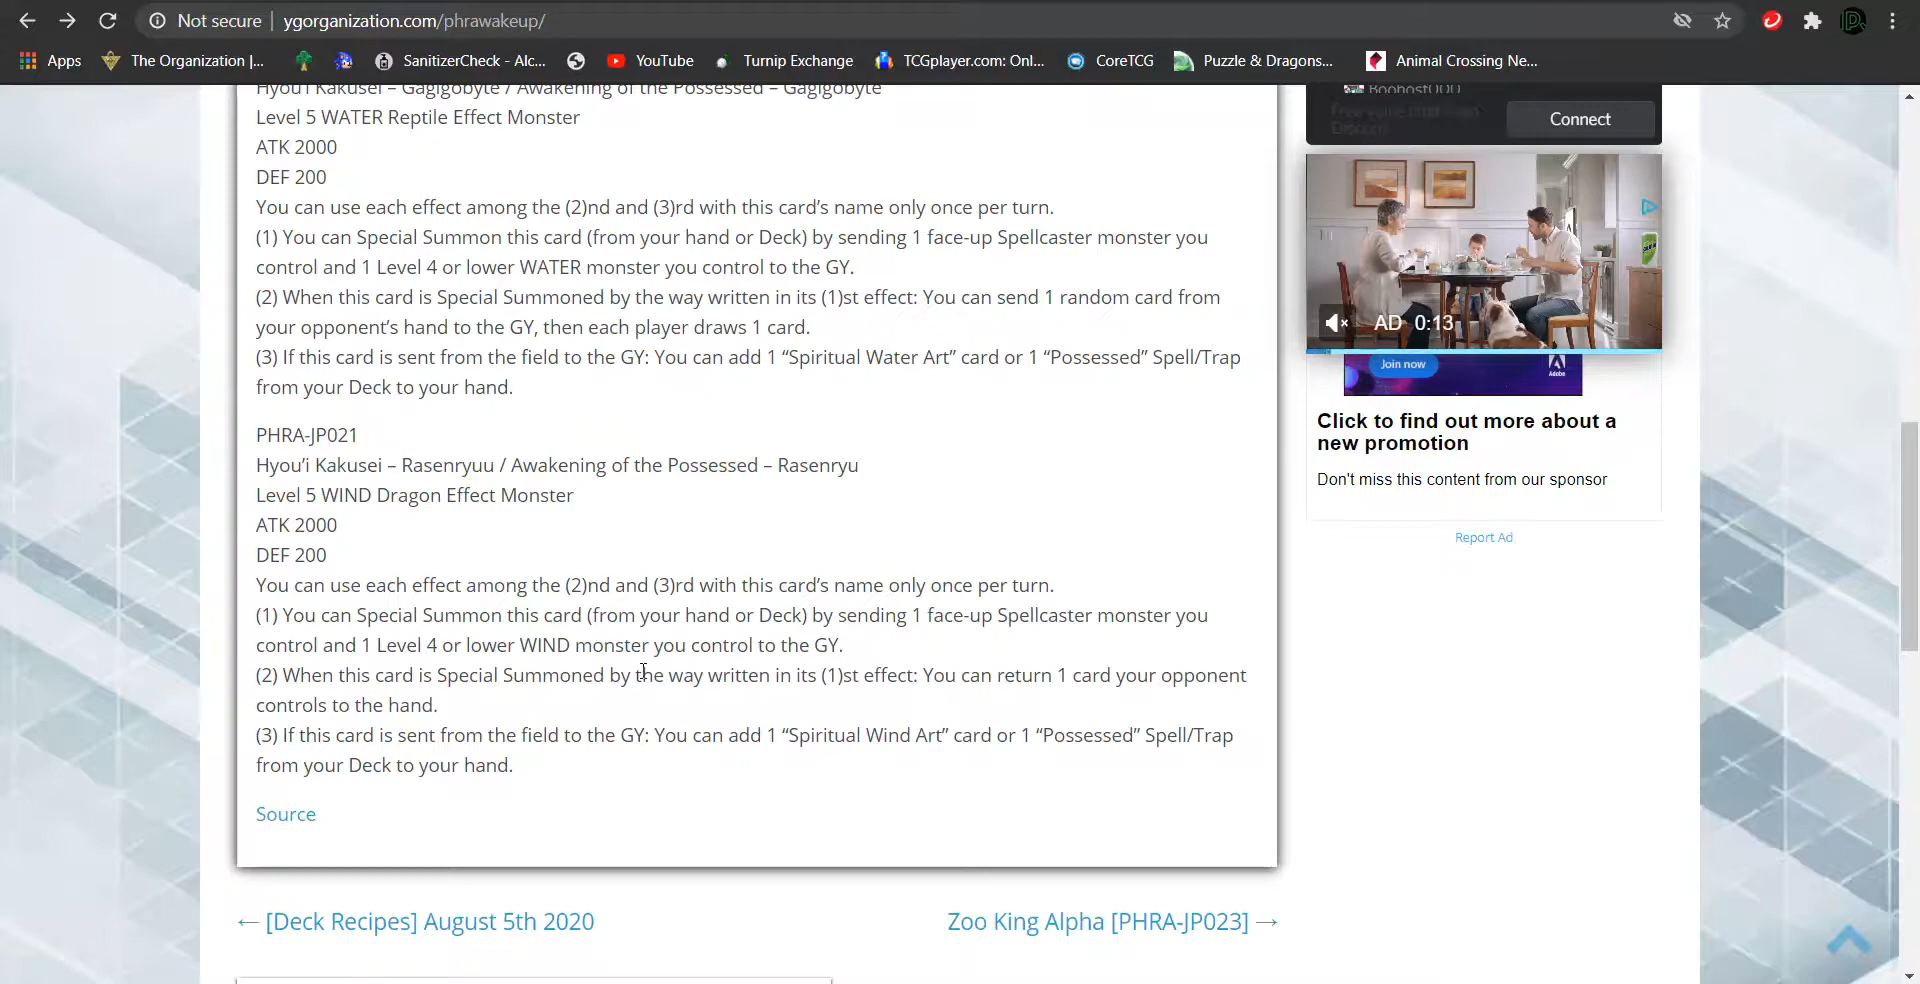 Not secure
ygorganization.com/phrawakeup/
Apps
The Organization |...
SanitizerCheck - Alc...
YouTube
Turnip Exchange
TCGplayer.com: Onl...
CoreTCG
Puzzle & Dragons...
Animal Crossing Ne...
Hyou'i Kakusei – Gagigobyte / Awakening of the Possessed – Gagigobyte
Level 5 WATER Reptile Effect Monster
ATK 2000
DEF 200
You can use each effect among the (2)nd and (3)rd with this card's name only once per turn.
(1) You can Special Summon this card (from your hand or Deck) by sending 1 face-up Spellcaster monster you
control and 1 Level 4 or lower WATER monster you control to the GY.
(2) When this card is Special Summoned by the way written in its (1)st effect: You can send 1 random card from
your opponent's hand to the GY, then each player draws 1 card.
(3) If this card is sent from the field to the GY: You can add 1 “Spiritual Water Art” card or 1 “Possessed” Spell/Trap
from your Deck to your hand.
PHRA-JP021
Hyou'i Kakusei – Rasenryuu / Awakening of the Possessed – Rasenryu
Level 5 WIND Dragon Effect Monster
ATK 2000
DEF 200
You can use each effect among the (2)nd and (3)rd with this card's name only once per turn.
(1) You can Special Summon this card (from your hand or Deck) by sending 1 face-up Spellcaster monster you
control and 1 Level 4 or lower WIND monster you control to the GY.
(2) When this card is Special Summoned by the way written in its (1)st effect: You can return 1 card your opponent
controls to the hand.
(3) If this card is sent from the field to the GY: You can add 1 “Spiritual Wind Art” card or 1 “Possessed” Spell/Trap
from your Deck to your hand.
Source
← [Deck Recipes] August 5th 2020
Zoo King Alpha [PHRA-JP023] →
Connect
AD 0:13
Join now
Adobe
Click to find out more about a
new promotion
Don't miss this content from our sponsor
Report Ad